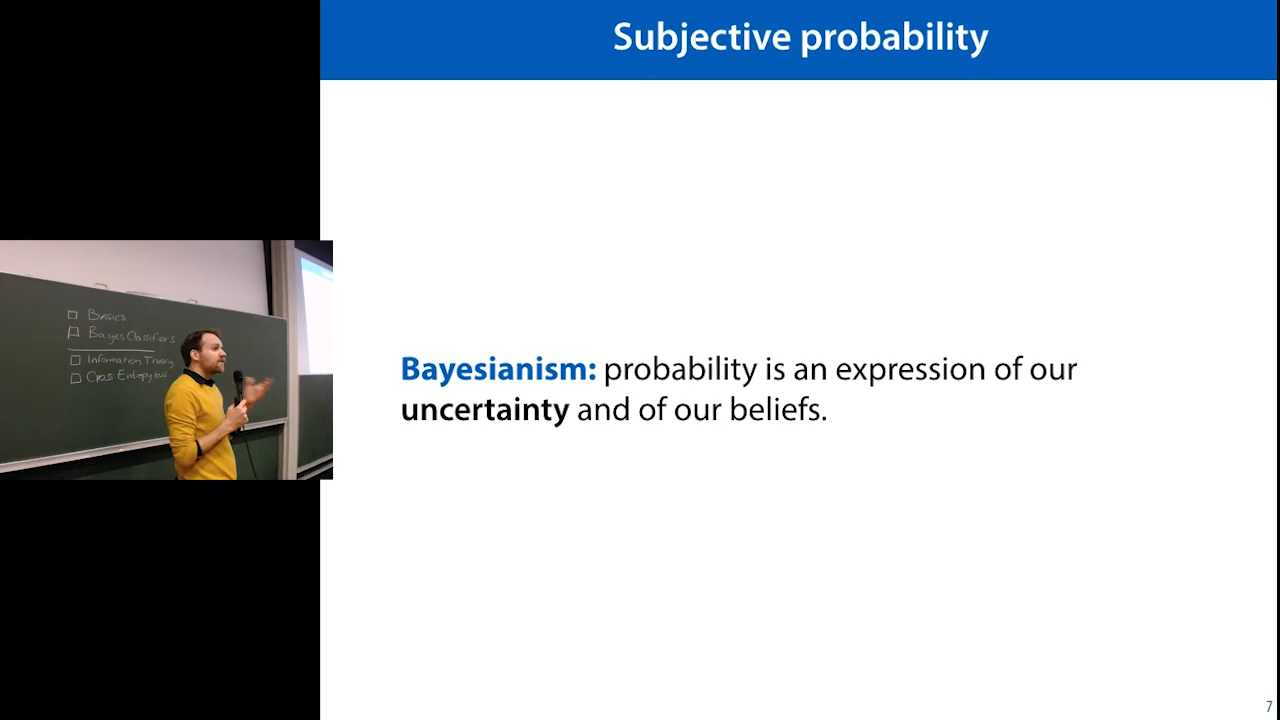 Subjective probability
Basics
Bayes Classifiers
Information Theory
Cross Entropy
Bayesianism: probability is an expression of our
uncertainty and of our beliefs.
7